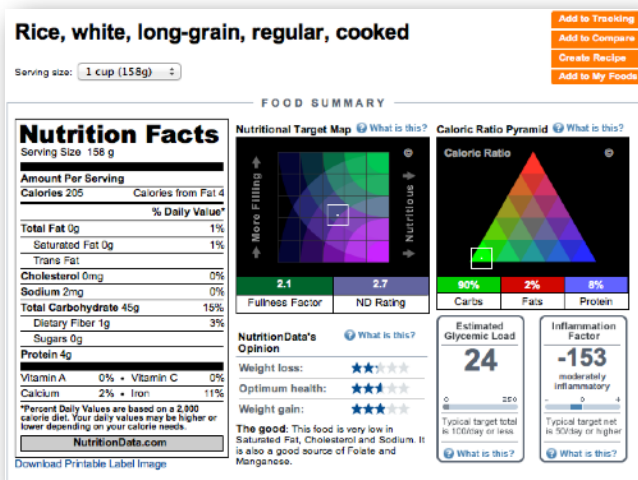 Rice, white, long-grain, regular, cooked
Add to Tracking
Add to Compare
Create Recipe
Add to My Foods
Serving size: 1 cup (158g)
FOOD SUMMARY
Nutrition Facts
Serving Size 158 g
Amount Per Serving
Calories 205 Calories from Fat 4
% Daily Value*
Total Fat 0g 1%
Saturated Fat 0g 1%
Trans Fat
Cholesterol 0mg 0%
Sodium 2mg 0%
Total Carbohydrate 45g 15%
Dietary Fiber 1g 3%
Sugars 0g
Protein 4g
Vitamin A 0% • Vitamin C 0%
Calcium 2% • Iron 11%
*Percent Daily Values are based on a 2,000
calorie diet. Your daily values may be higher or
lower depending on your calorie needs.
NutritionData.com
Download Printable Label Image
Nutritional Target Map ? What is this?
©
More Filling
Nutritious
2.1 2.7
Fullness Factor ND Rating
Caloric Ratio Pyramid ? What is this?
Caloric Ratio ©
90% 2% 8%
Carbs Fats Protein
NutritionData's ? What is this?
Opinion
Weight loss:
Optimum health:
Weight gain:
The good: This food is very low in
Saturated Fat, Cholesterol and Sodium. It
is also a good source of Folate and
Manganese.
Estimated
Glycemic Load
24
0 250
Typical target total
is 100/day or less
? What is this?
Inflammation
Factor
-153
moderately
inflammatory
- 0 +
Typical target net
is 50/day or higher
? What is this?